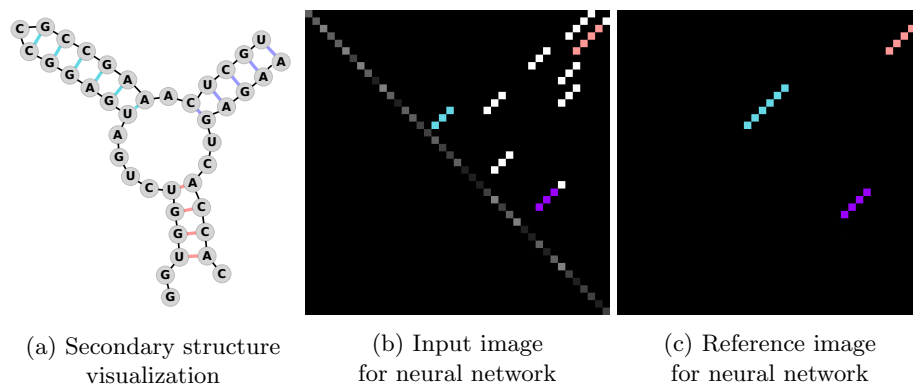 G G U G G U C U G A U G A G G C C G C C G A A A C U C G U A A G A G U C A C C A C
(a) Secondary structure
visualization
(b) Input image
for neural network
(c) Reference image
for neural network